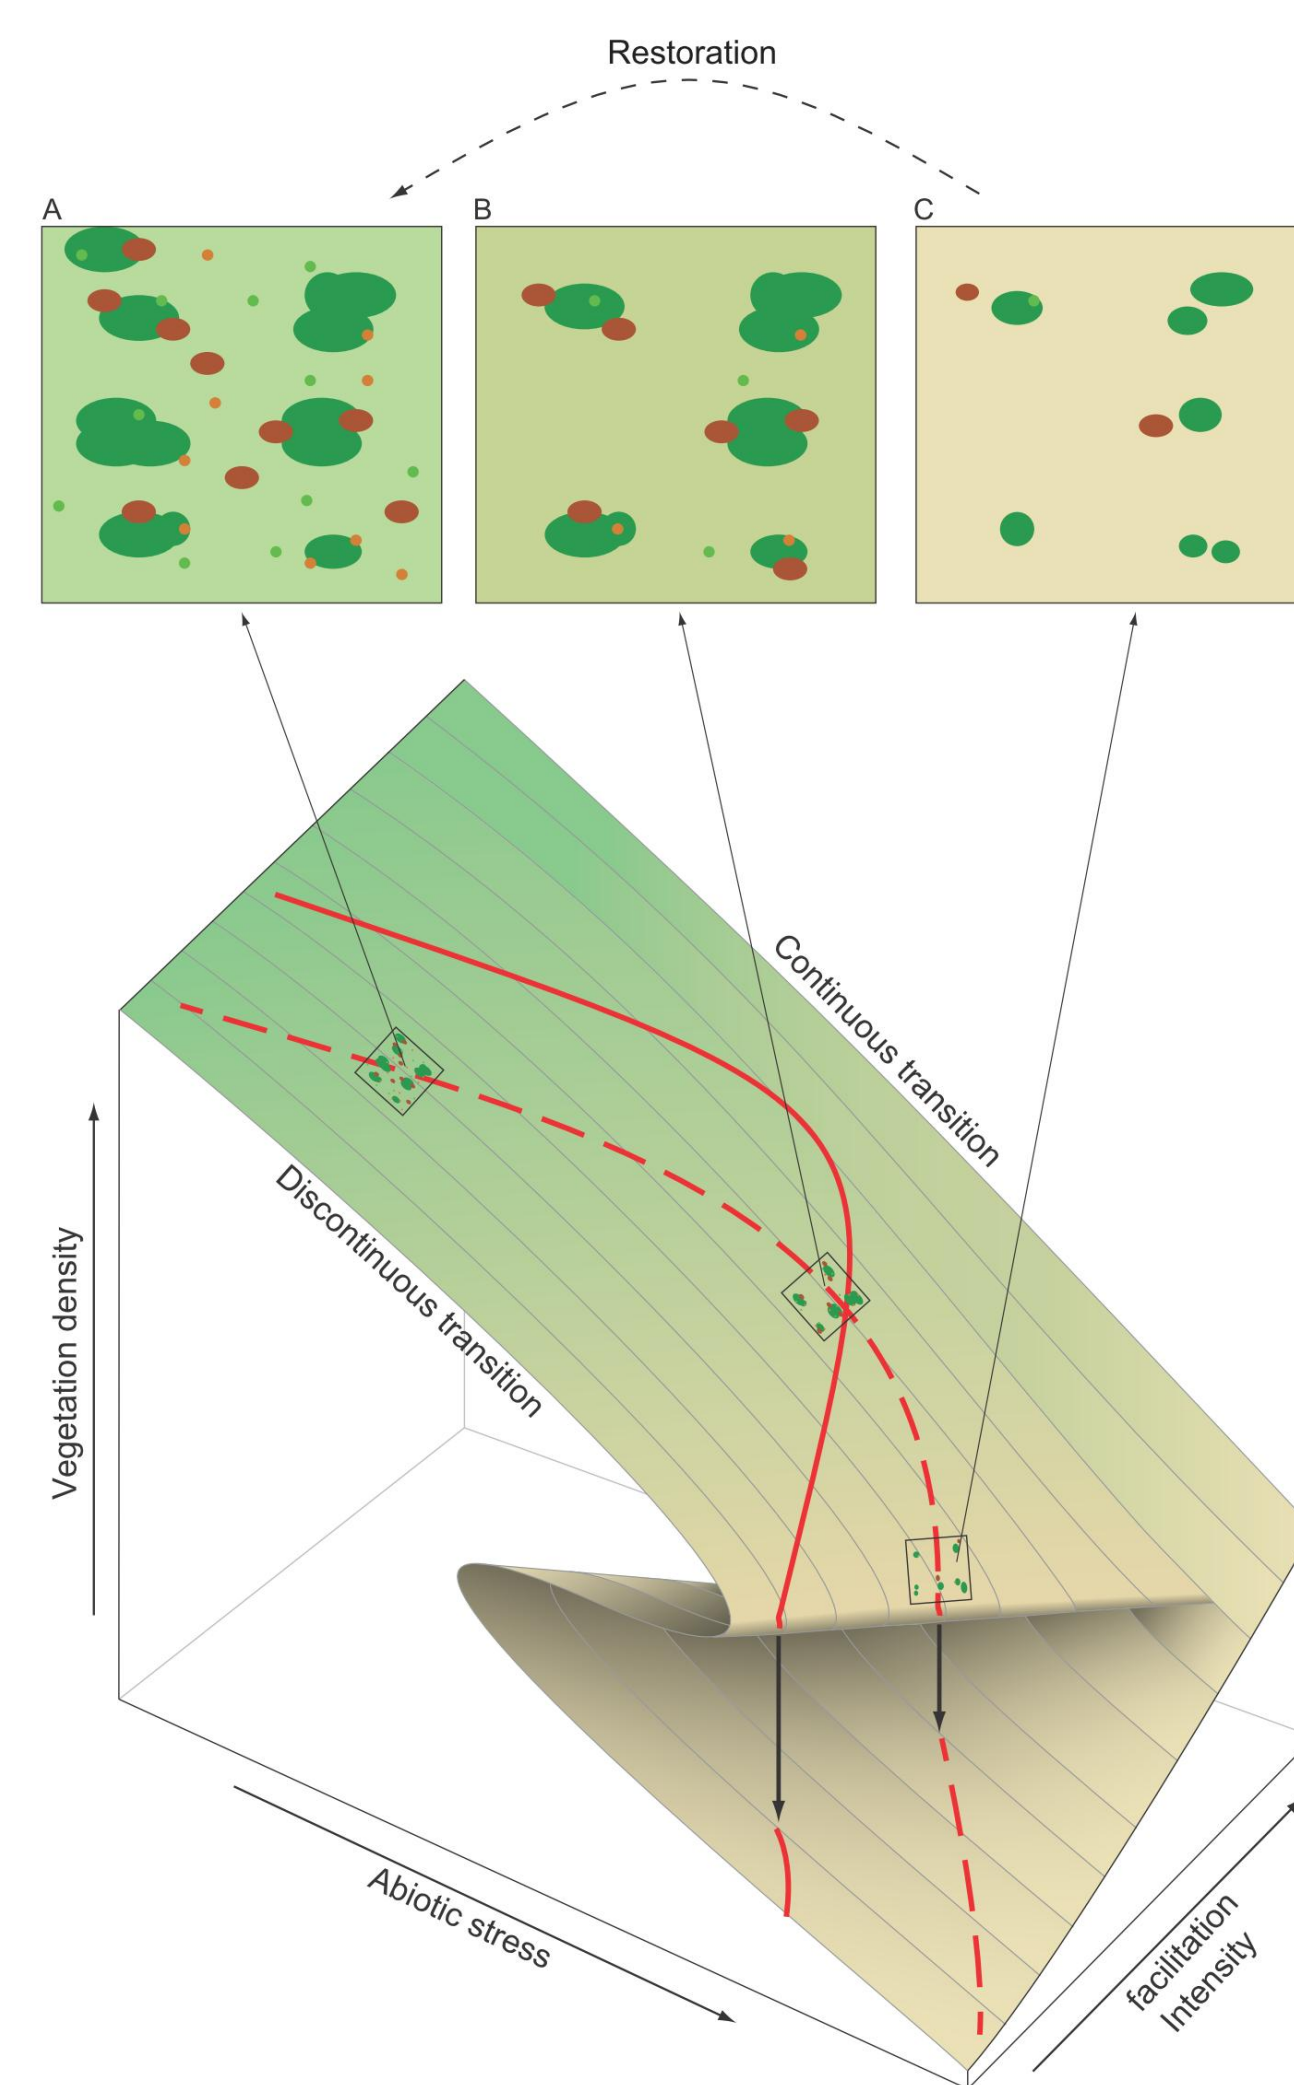 Restoration
A
B
C
Continuous transition
Discontinuous transition
Vegetation density
Abiotic stress
facilitation
Intensity